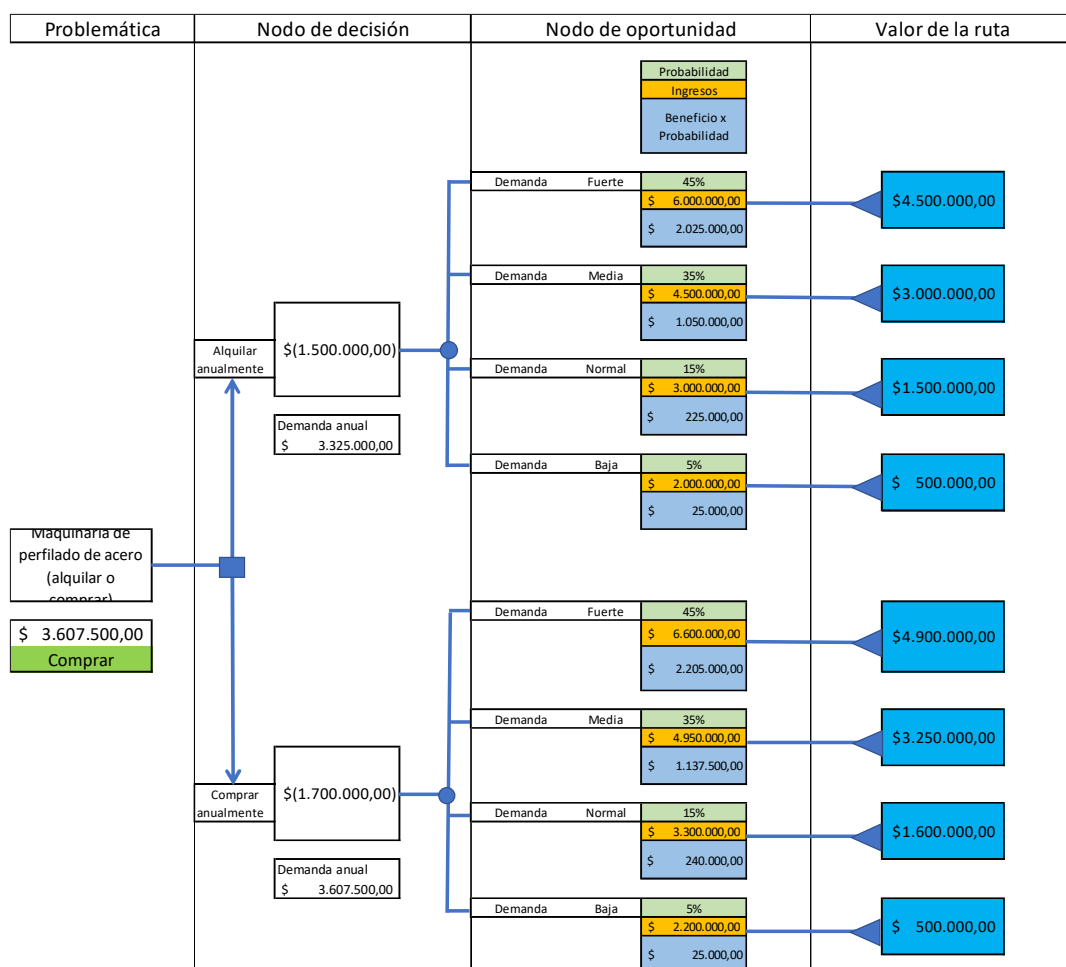 Problemática
Nodo de decisión
Nodo de oportunidad
Valor de la ruta
Probabilidad
Ingresos
Beneficio x
Probabilidad
Demanda Fuerte 45%
$ 6.000.000,00
$ 2.025.000,00
$4.500.000,00
Demanda Media 35%
$ 4.500.000,00
$ 1.050.000,00
$3.000.000,00
Alquilar
anualmente
$(1.500.000,00)
Demanda anual
$ 3.325.000,00
Demanda Normal 15%
$ 3.000.000,00
$ 225.000,00
$1.500.000,00
Demanda Baja 5%
$ 2.000.000,00
$ 25.000,00
$ 500.000,00
Maquinaria de
perfilado de acero
(alquilar o
comprar)
$ 3.607.500,00
Comprar
Demanda Fuerte 45%
$ 6.600.000,00
$ 2.205.000,00
$4.900.000,00
Demanda Media 35%
$ 4.950.000,00
$ 1.137.500,00
$3.250.000,00
Comprar
anualmente
$(1.700.000,00)
Demanda anual
$ 3.607.500,00
Demanda Normal 15%
$ 3.300.000,00
$ 240.000,00
$1.600.000,00
Demanda Baja 5%
$ 2.200.000,00
$ 25.000,00
$ 500.000,00